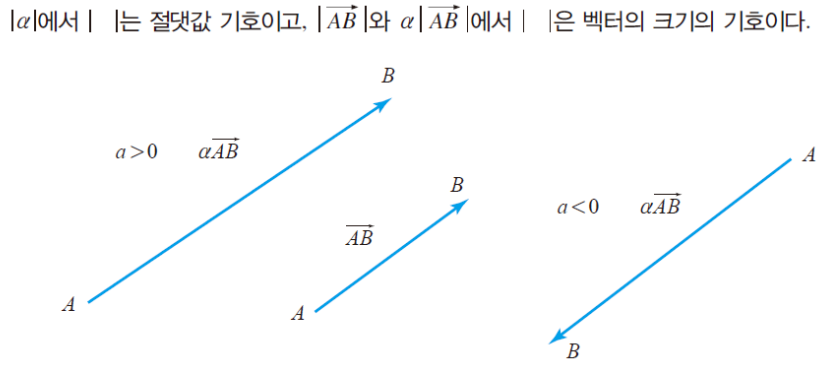 |α|에서 |　|는 절댓값 기호이고, |\overrightarrow{AB}|와 α|\overrightarrow{AB}|에서 |　|은 벡터의 크기의 기호이다.
B
a>0 α\overrightarrow{AB}
A
B
\overrightarrow{AB}
A
A
a<0 α\overrightarrow{AB}
B